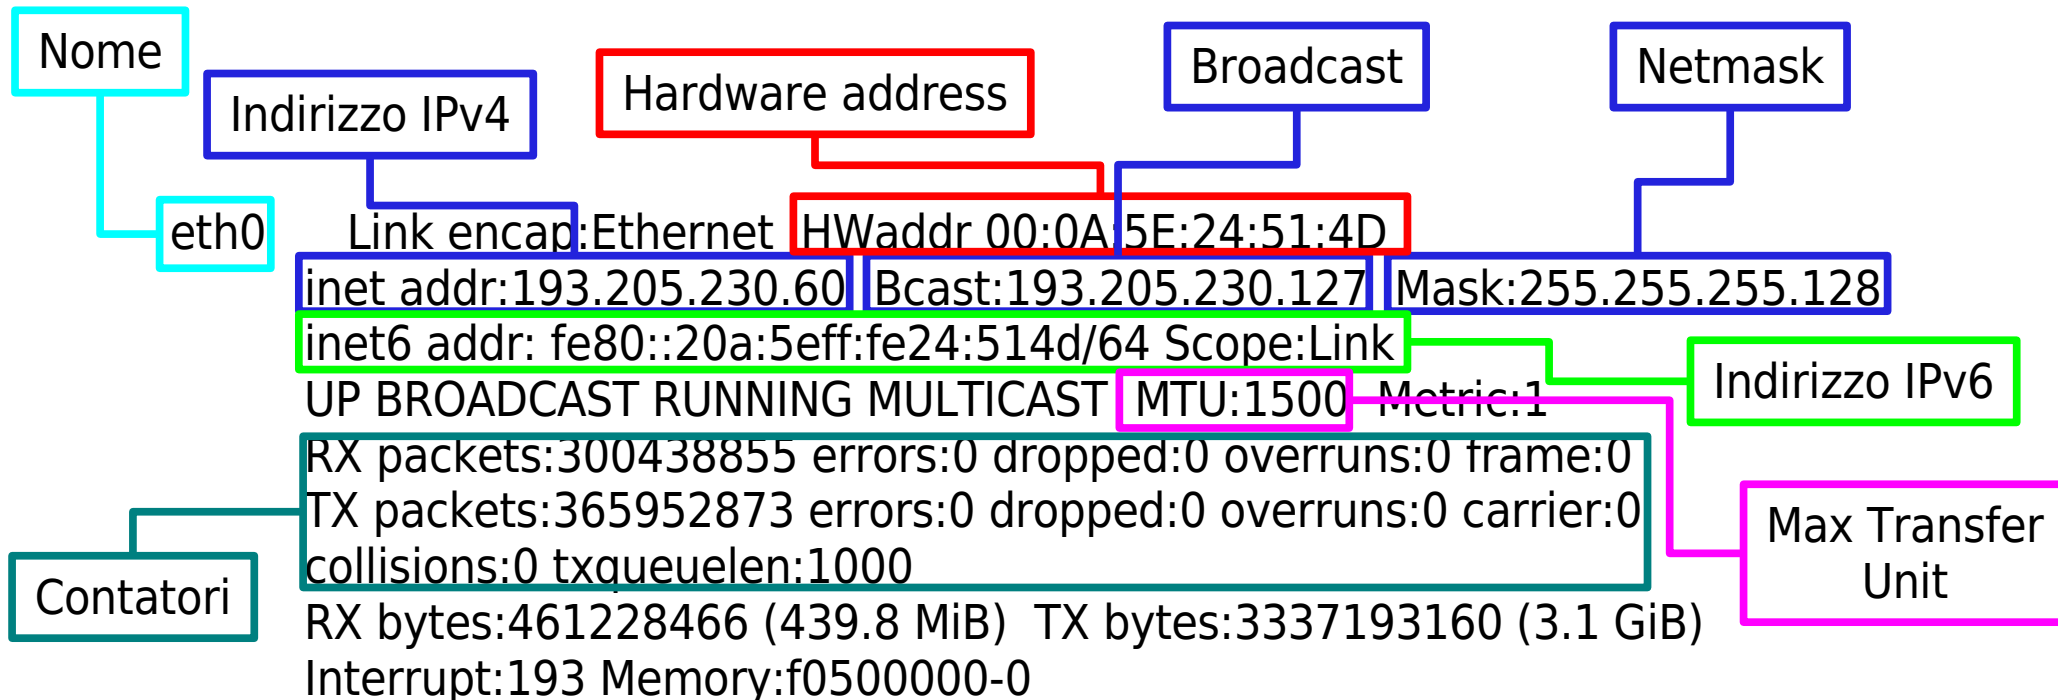 Nome
Indirizzo IPv4
Hardware address
Broadcast
Netmask
eth0 Link encap:Ethernet HWaddr 00:0A:5E:24:51:4D
inet addr:193.205.230.60 Bcast:193.205.230.127 Mask:255.255.255.128
inet6 addr: fe80::20a:5eff:fe24:514d/64 Scope:Link
Indirizzo IPv6
UP BROADCAST RUNNING MULTICAST MTU:1500 Metric:1
RX packets:300438855 errors:0 dropped:0 overruns:0 frame:0
TX packets:365952873 errors:0 dropped:0 overruns:0 carrier:0
collisions:0 txqueuelen:1000
Max Transfer
Unit
Contatori
RX bytes:461228466 (439.8 MiB) TX bytes:3337193160 (3.1 GiB)
Interrupt:193 Memory:f0500000-0